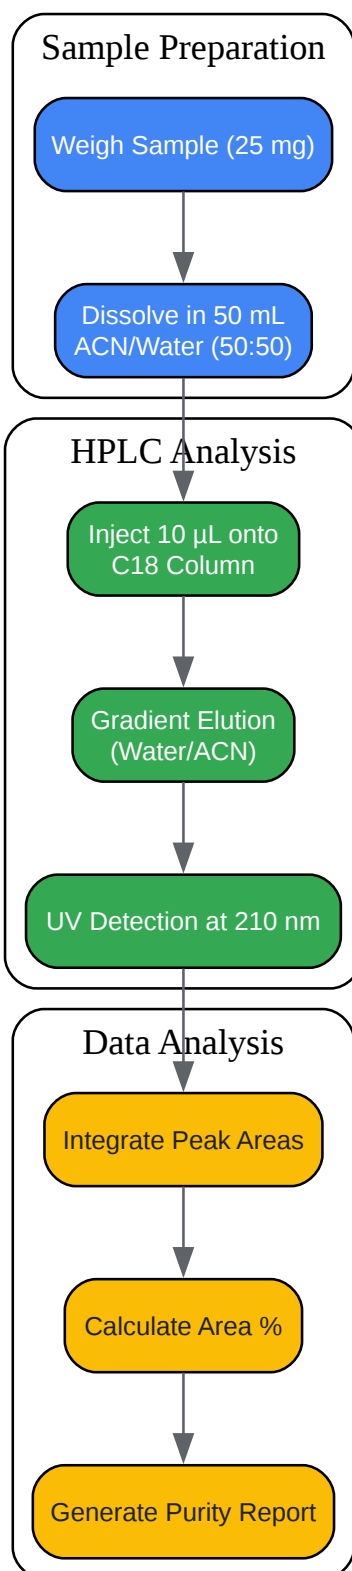 Sample Preparation
Weigh Sample (25 mg)
Dissolve in 50 mL
ACN/Water (50:50)
HPLC Analysis
Inject 10 µL onto
C18 Column
Gradient Elution
(Water/ACN)
UV Detection at 210 nm
Data Analysis
Integrate Peak Areas
Calculate Area %
Generate Purity Report